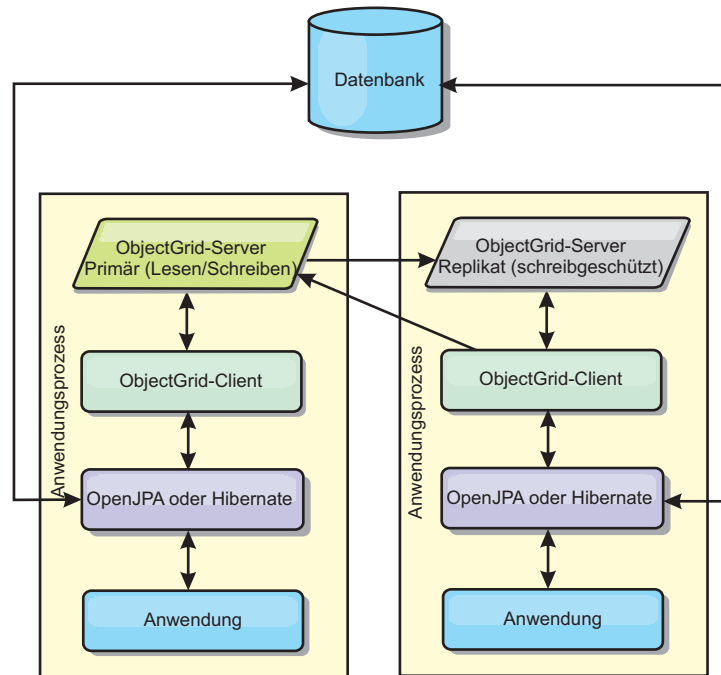 Datenbank
ObjectGrid-Server
Primär (Lesen/Schreiben)
ObjectGrid-Client
Anwendungsprozess
OpenJPA oder Hibernate
Anwendung
ObjectGrid-Server
Replikat (schreibgeschützt)
ObjectGrid-Client
Anwendungsprozess
OpenJPA oder Hibernate
Anwendung